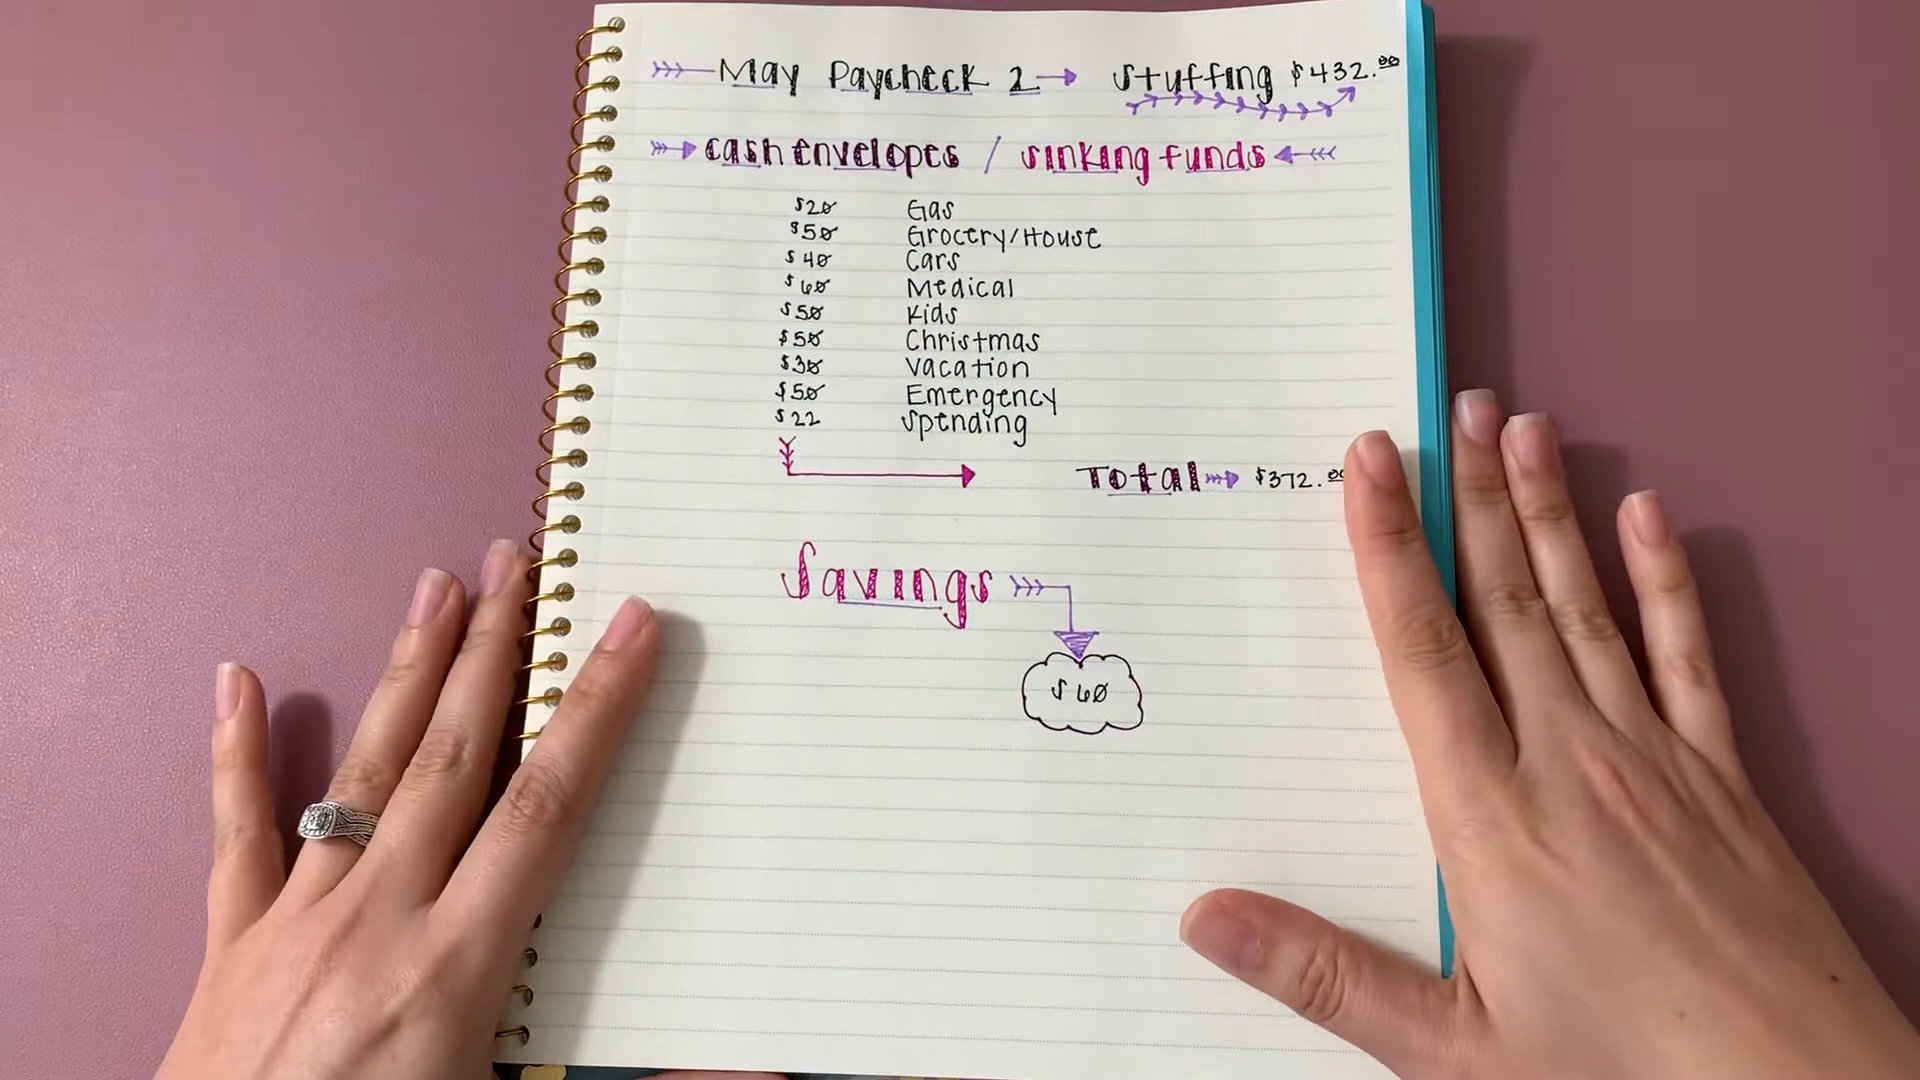 May Paycheck 2 Stuffing $432.00
cash envelopes / sinking funds
$20 Gas
$50 Grocery/House
$40 Cars
$60 Medical
$50 Kids
$50 Christmas
$30 Vacation
$50 Emergency
$22 Spending
Total $372.00
Savings
$60